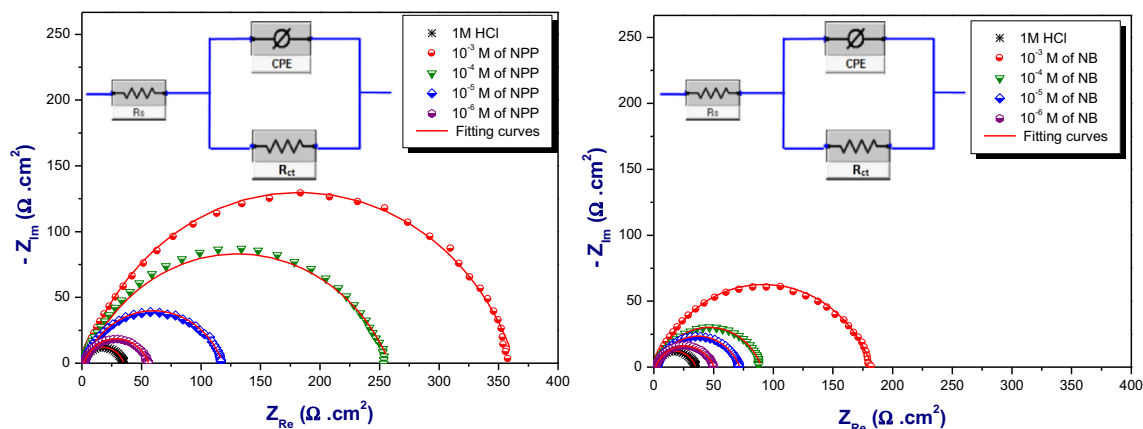 1M HCl
10⁻³ M of NPP
10⁻⁴ M of NPP
10⁻⁵ M of NPP
10⁻⁶ M of NPP
Fitting curves
CPE
Rs
Rct
250
200
150
100
50
0
- Z_Im (Ω .cm²)
0 50 100 150 200 250 300 350 400
Z_Re (Ω .cm²)
1M HCl
10⁻³ M of NB
10⁻⁴ M of NB
10⁻⁵ M of NB
10⁻⁶ M of NB
Fitting curves
CPE
Rs
Rct
250
200
150
100
50
0
- Z_Im (Ω .cm²)
0 50 100 150 200 250 300 350 400
Z_Re (Ω .cm²)